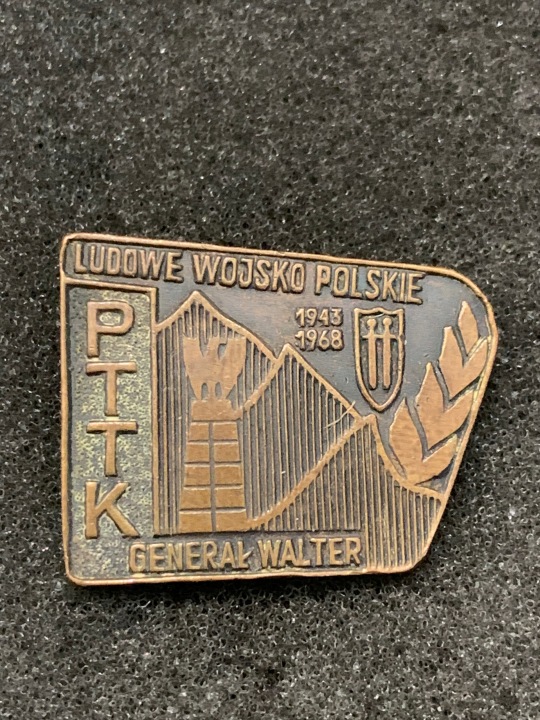 LUDOWE WOJSKO POLSKIE
1943
1968
PTTK
GENERAŁ WALTER